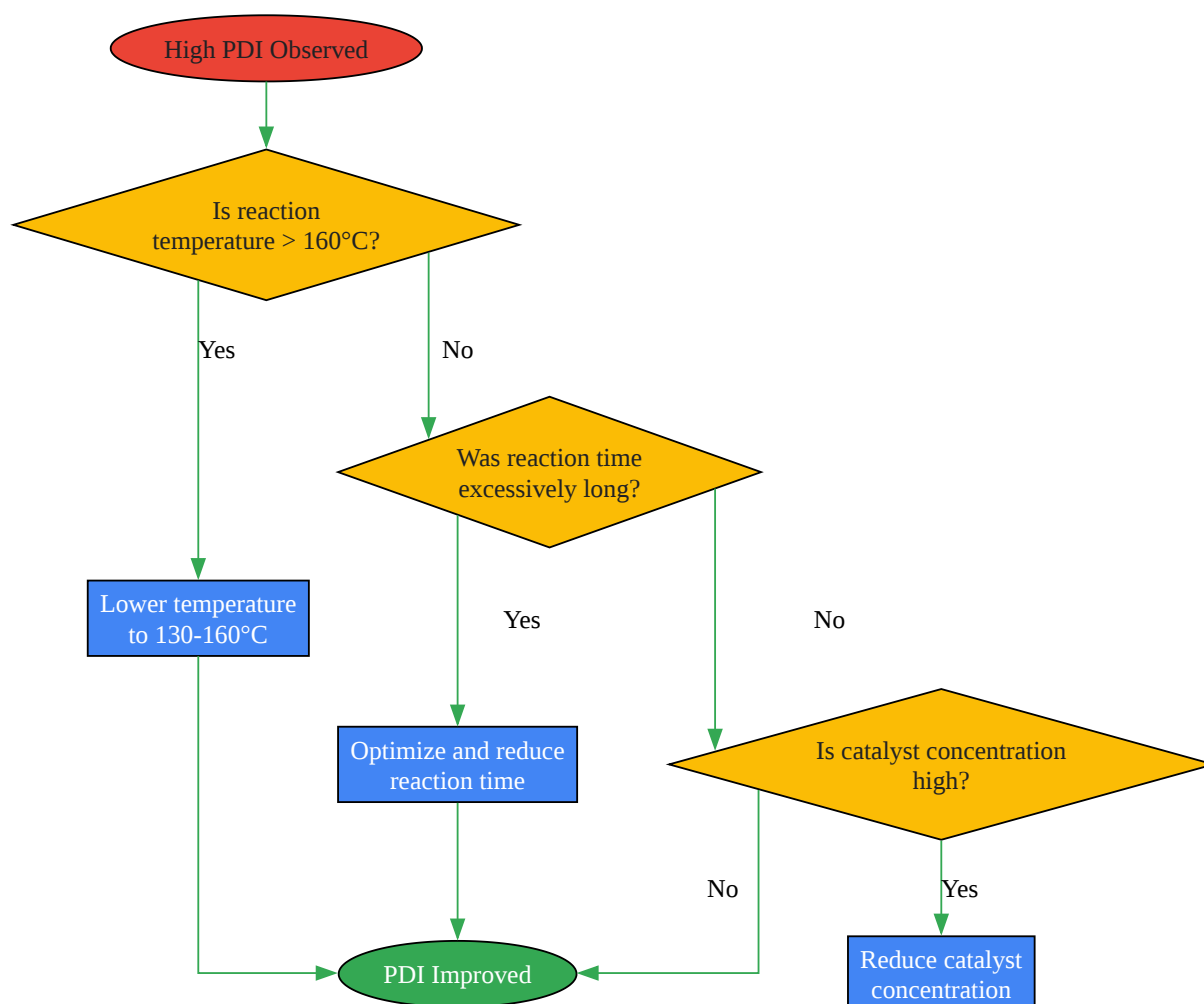 High PDI Observed
Is reaction
temperature > 160°C?
Yes
No
Was reaction time
excessively long?
Lower temperature
to 130-160°C
Yes
No
Optimize and reduce
reaction time
Is catalyst concentration
high?
No
Yes
PDI Improved
Reduce catalyst
concentration